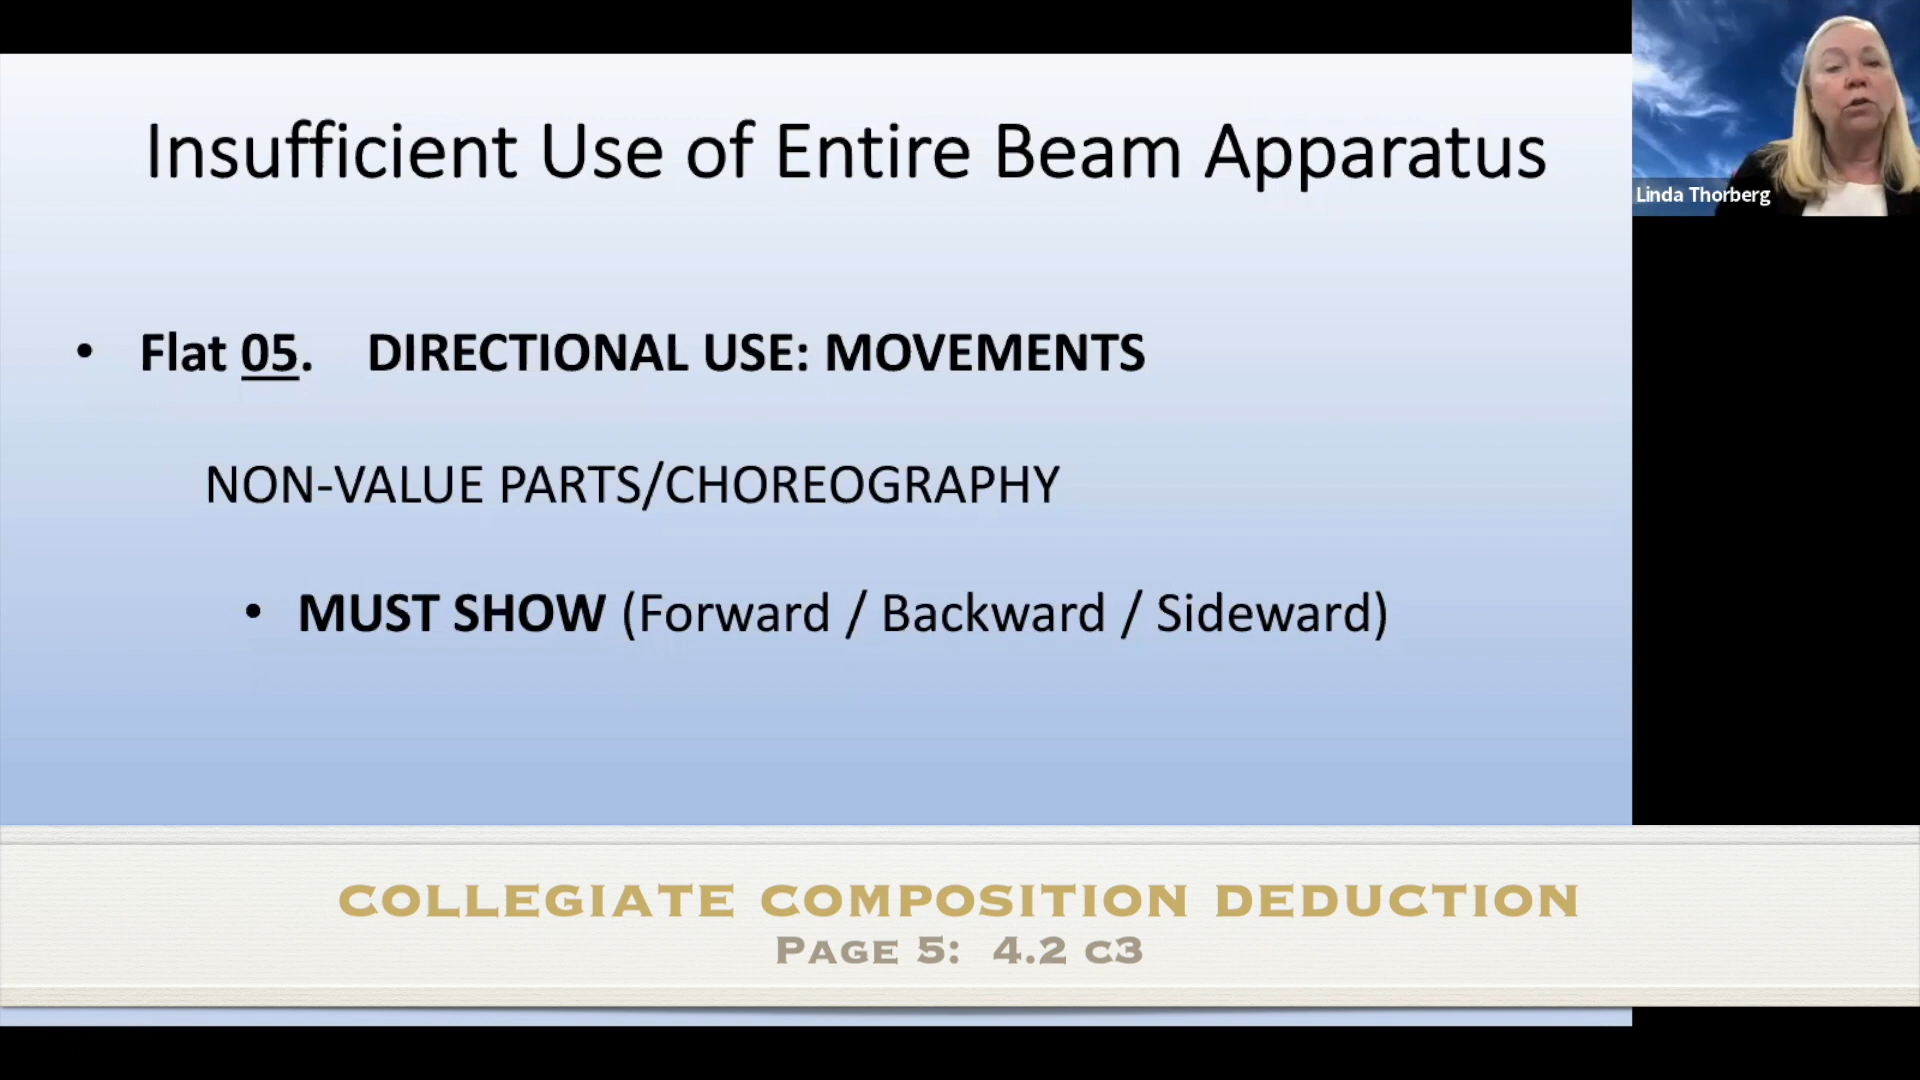 Insufficient Use of Entire Beam Apparatus
Linda Thorberg
• Flat 05. DIRECTIONAL USE: MOVEMENTS
NON-VALUE PARTS/CHOREOGRAPHY
• MUST SHOW (Forward / Backward / Sideward)
COLLEGIATE COMPOSITION DEDUCTION
PAGE 5: 4.2 C3